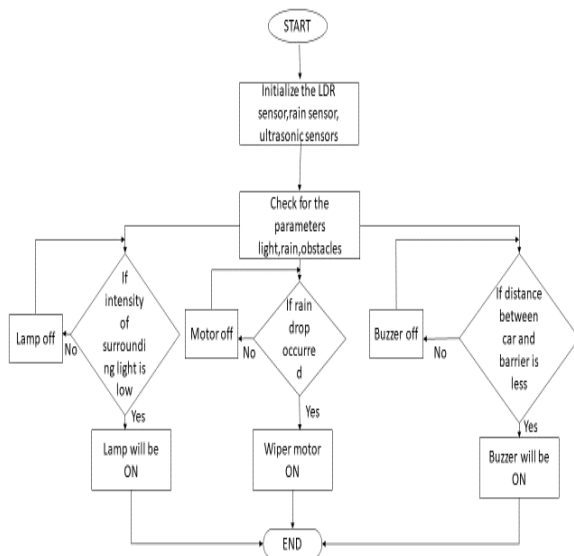 START
Initialize the LDR
sensor,rain sensor,
ultrasonic sensors
Check for the
parameters
light,rain,obstacles
If
intensity
of
surroundi
ng light is
low
Lamp off
No
Yes
Lamp will be
ON
If rain
drop
occurre
d
Motor off
No
Yes
Wiper motor
ON
If distance
between
car and
barrier is
less
Buzzer off
No
Yes
Buzzer will be
ON
END